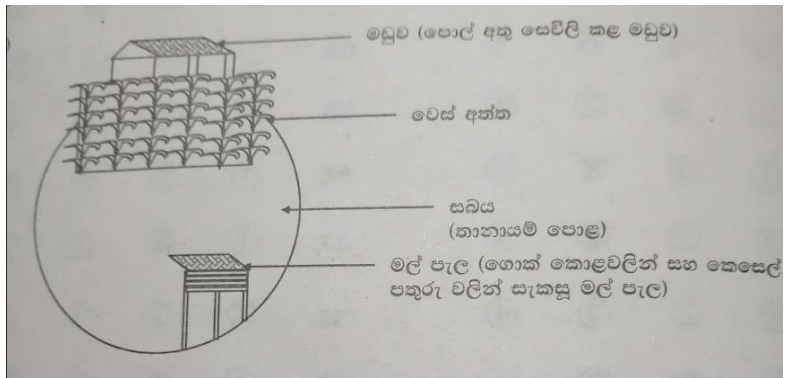 මඩුව (පොල් අතු සෙවිලි කළ මඩුව)
වෙස් අත්ත
සබය
(තානායම් පොළ)
මල් පැල (ගොක් කොළවලින් සහ කෙසෙල්
පතුරු වලින් සැකසූ මල් පැල)